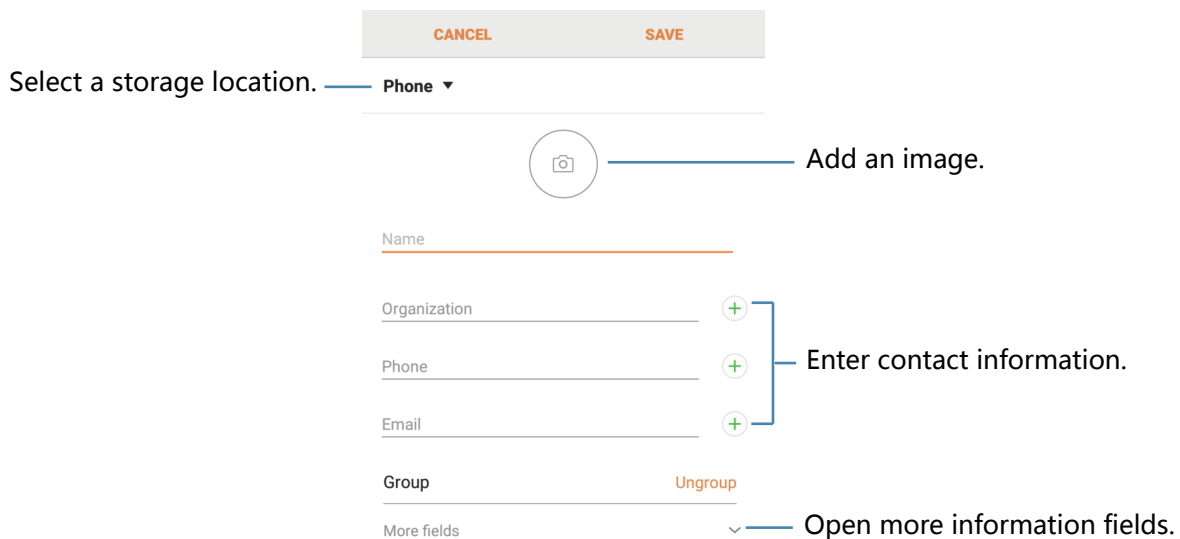 CANCEL SAVE
Select a storage location. Phone
Add an image.
Name
Organization
Phone
Enter contact information.
Email
Group Ungroup
More fields
Open more information fields.